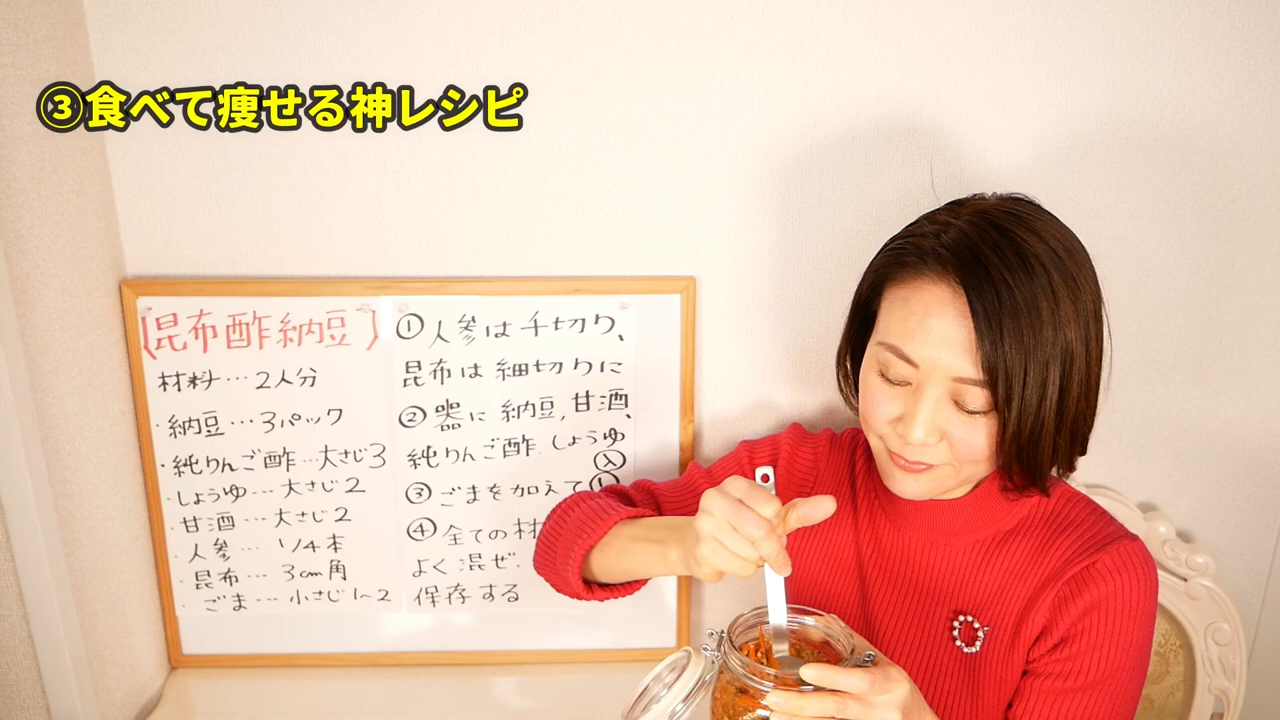 ③食べて痩せる神レシピ
【昆布酢納豆】
材料…2人分
・納豆…3パック
・純りんご酢…大さじ3
・しょうゆ…大さじ2
・甘酒…大さじ2
・人参…1/4本
・昆布…3cm角
・ごま…小さじ1~2
①人参は千切り、
昆布は細切りに
②器に納豆,甘酒、
純りんご酢、しょうゆ
入
③ごまを加えて
④全ての材
よく混ぜ
保存する